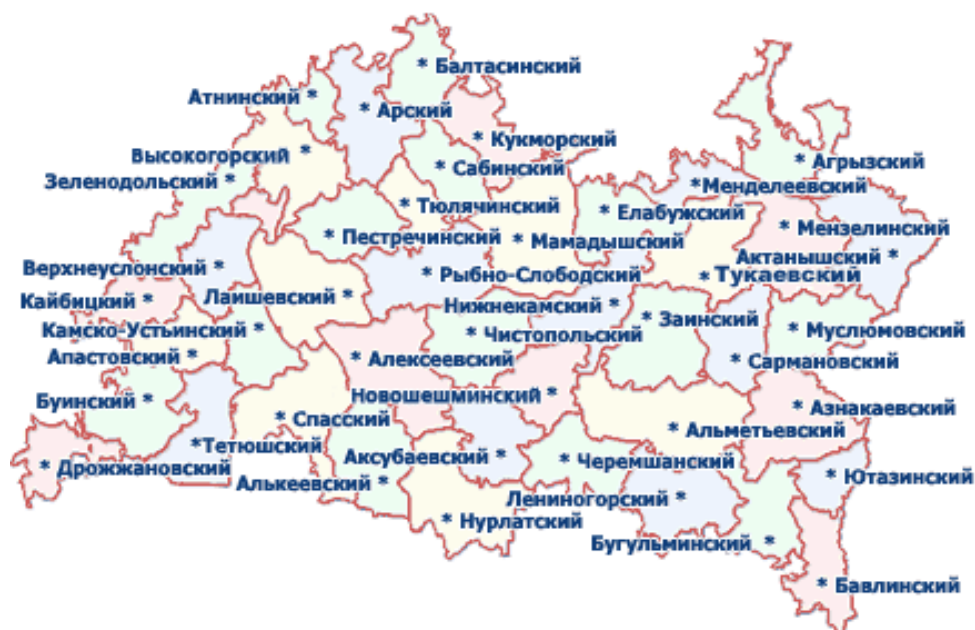 * Балтасинский
Атнинский *
* Арский
* Кукморский
Высокогорский *
* Сабинский
* Агрызский
Зеленодольский *
* Менделеевский
* Тюлячинский
* Елабужский
* Мензелинский
* Пестречинский
* Мамадышский
Актанышский *
Верхнеуслонский *
* Рыбно-Слободский
* Тукаевский
Кайбицкий *
Лаишевский *
Нижнекамский *
* Заинский
Камско-Устьинский *
* Чистопольский
* Муслюмовский
Апастовский *
* Алексеевский
* Сармановский
Буинский *
Новошешминский *
* Азнакаевский
* Спасский
* Альметьевский
* Тетюшский
Аксубаевский *
* Черемшанский
* Дрожжановский
Алькеевский *
* Ютазинский
Лениногорский *
* Нурлатский
Бугульминский *
* Бавлинский